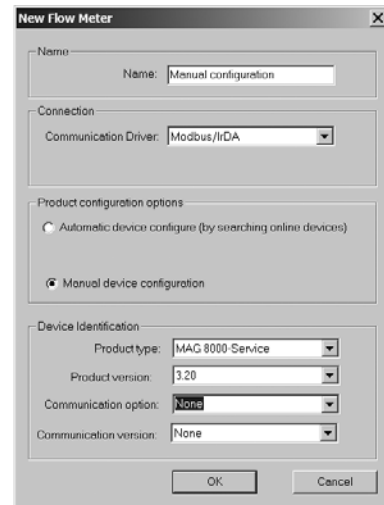 New Flow Meter
Name
Name: Manual configuration
Connection
Communication Driver: Modbus/IrDA
Product configuration options
Automatic device configure (by searching online devices)
Manual device configuration
Device Identification
Product type: MAG 8000-Service
Product version: 3.20
Communication option: None
Communication version: None
OK Cancel